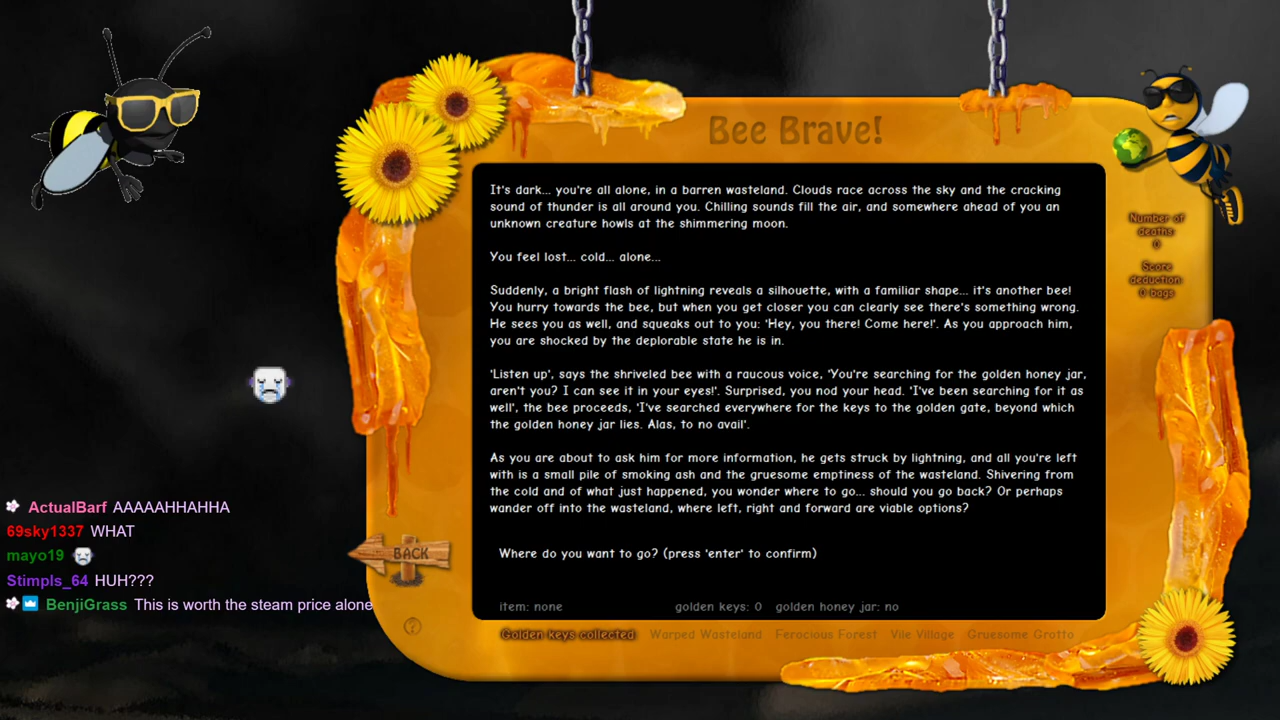 Bee Brave!
It's dark... you're all alone, in a barren wasteland. Clouds race across the sky and the cracking
sound of thunder is all around you. Chilling sounds fill the air, and somewhere ahead of you an
unknown creature howls at the shimmering moon.
You feel lost... cold... alone...
Suddenly, a bright flash of lightning reveals a silhouette, with a familiar shape... it's another bee!
You hurry towards the bee, but when you get closer you can clearly see there's something wrong.
He sees you as well, and squeaks out to you: 'Hey, you there! Come here!'. As you approach him,
you are shocked by the deplorable state he is in.
'Listen up', says the shriveled bee with a raucous voice, 'You're searching for the golden honey jar,
aren't you? I can see it in your eyes!'. Surprised, you nod your head. 'I've been searching for it as
well', the bee proceeds, 'I've searched everywhere for the keys to the golden gate, beyond which
the golden honey jar lies. Alas, to no avail'.
As you are about to ask him for more information, he gets struck by lightning, and all you're left
with is a small pile of smoking ash and the gruesome emptiness of the wasteland. Shivering from
the cold and of what just happened, you wonder where to go... should you go back? Or perhaps
wander off into the wasteland, where left, right and forward are viable options?
Where do you want to go? (press 'enter' to confirm)
item: none golden keys: 0 golden honey jar: no
Golden keys collected Warped Wasteland Ferocious Forest Vile Village Gruesome Grotto
Number of
deaths:
0
Score
deduction:
0 bags
BACK
?
ActualBarf AAAAAHHAHHA
69sky1337 WHAT
mayo19
Stimpls_64 HUH???
BenjiGrass This is worth the steam price alone